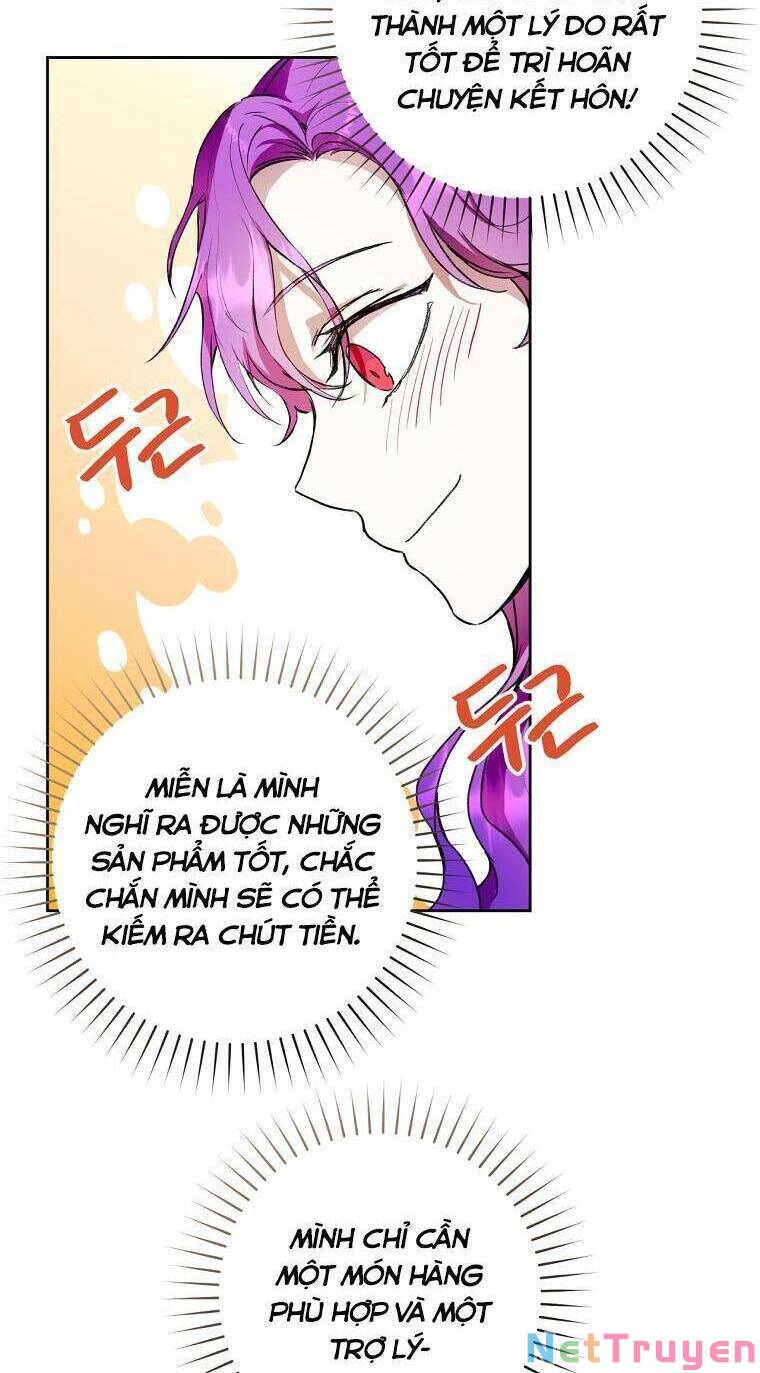 THÀNH MỘT LÝ DO RẤT
TỐT ĐỂ TRÌ HOÃN
CHUYỆN KẾT HÔN!
두근
두근
MIỄN LÀ MÌNH
NGHĨ RA ĐƯỢC NHỮNG
SẢN PHẨM TỐT, CHẮC
CHẮN MÌNH SẼ CÓ THỂ
KIẾM RA CHÚT TIỀN.
MÌNH CHỈ CẦN
MỘT MÓN HÀNG
PHÙ HỢP VÀ MỘT
TRỢ LÝ-
NetTruyen